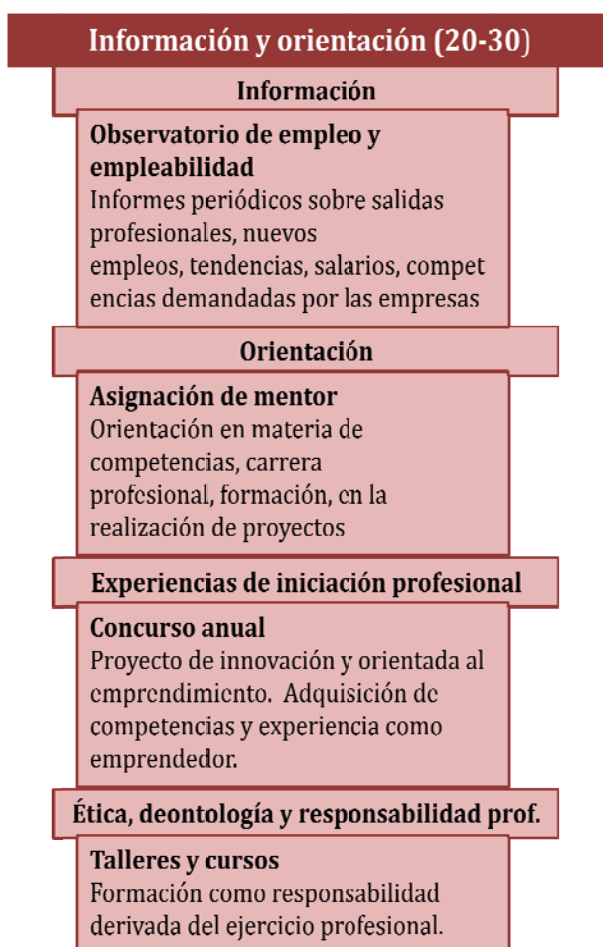 Información y orientación (20-30)
Información
Observatorio de empleo y
empleabilidad
Informes periódicos sobre salidas
profesionales, nuevos
empleos, tendencias, salarios, compet
encias demandadas por las empresas
Orientación
Asignación de mentor
Orientación en materia de
competencias, carrera
profesional, formación, en la
realización de proyectos
Experiencias de iniciación profesional
Concurso anual
Proyecto de innovación y orientada al
emprendimiento. Adquisición de
competencias y experiencia como
emprendedor.
Ética, deontología y responsabilidad prof.
Talleres y cursos
Formación como responsabilidad
derivada del ejercicio profesional.